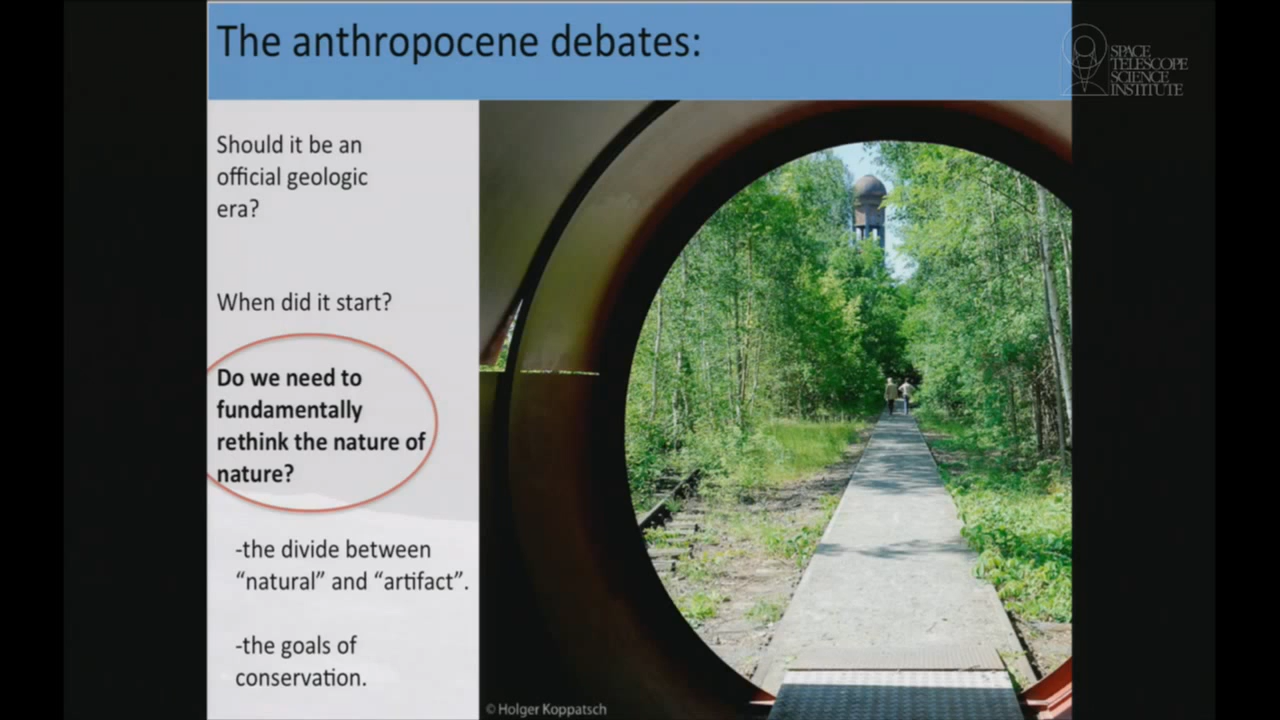 The anthropocene debates:
SPACE
TELESCOPE
SCIENCE
INSTITUTE
Should it be an
official geologic
era?
When did it start?
Do we need to
fundamentally
rethink the nature of
nature?
-the divide between
“natural” and “artifact”.
-the goals of
conservation.
© Holger Koppatsch